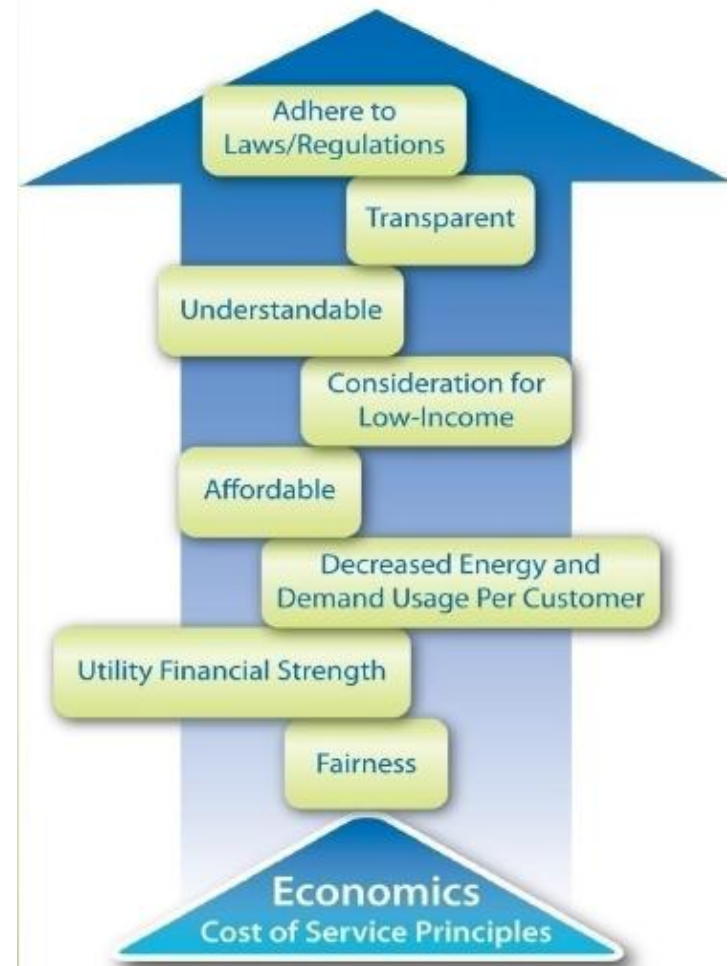 Adhere to
Laws/Regulations
Transparent
Understandable
Consideration for
Low-Income
Affordable
Decreased Energy and
Demand Usage Per Customer
Utility Financial Strength
Fairness
Economics
Cost of Service Principles